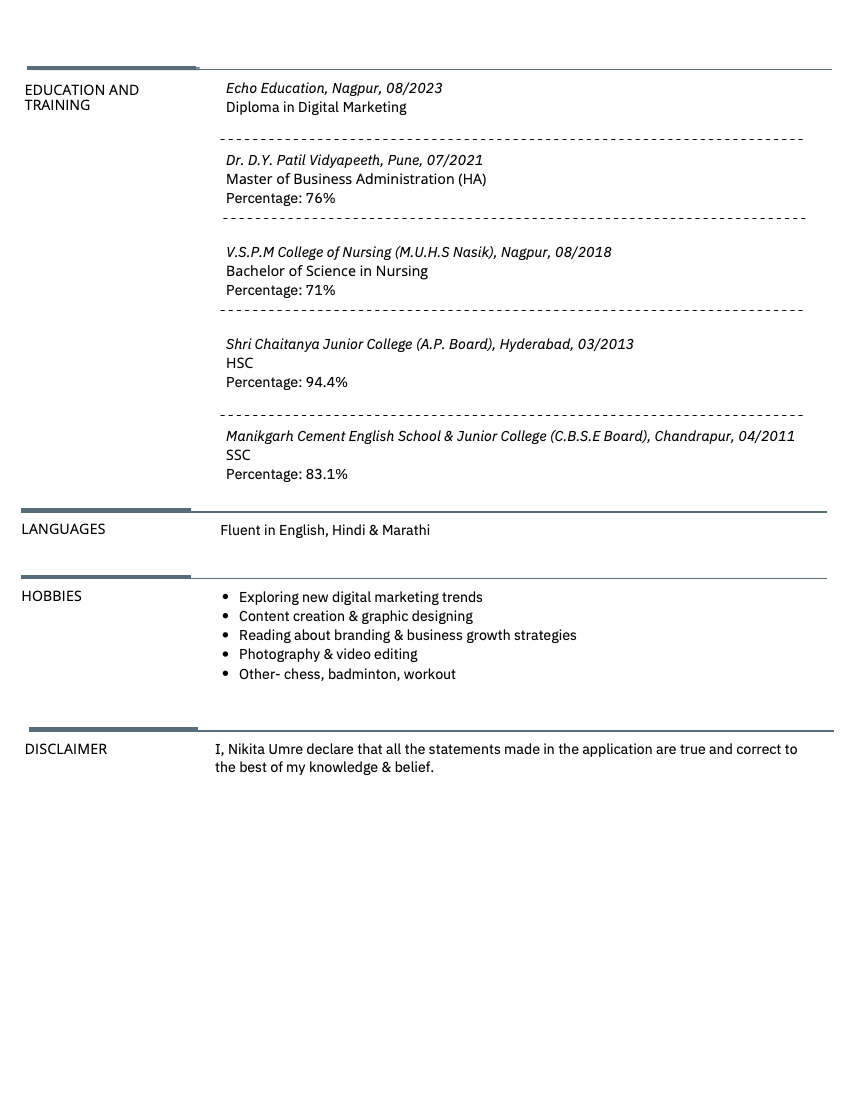 EDUCATION AND
TRAINING
Echo Education, Nagpur, 08/2023
Diploma in Digital Marketing
Dr. D.Y. Patil Vidyapeeth, Pune, 07/2021
Master of Business Administration (HA)
Percentage: 76%
V.S.P.M College of Nursing (M.U.H.S Nasik), Nagpur, 08/2018
Bachelor of Science in Nursing
Percentage: 71%
Shri Chaitanya Junior College (A.P. Board), Hyderabad, 03/2013
HSC
Percentage: 94.4%
Manikgarh Cement English School & Junior College (C.B.S.E Board), Chandrapur, 04/2011
SSC
Percentage: 83.1%
LANGUAGES
Fluent in English, Hindi & Marathi
HOBBIES
• Exploring new digital marketing trends
• Content creation & graphic designing
• Reading about branding & business growth strategies
• Photography & video editing
• Other- chess, badminton, workout
DISCLAIMER
I, Nikita Umre declare that all the statements made in the application are true and correct to
the best of my knowledge & belief.